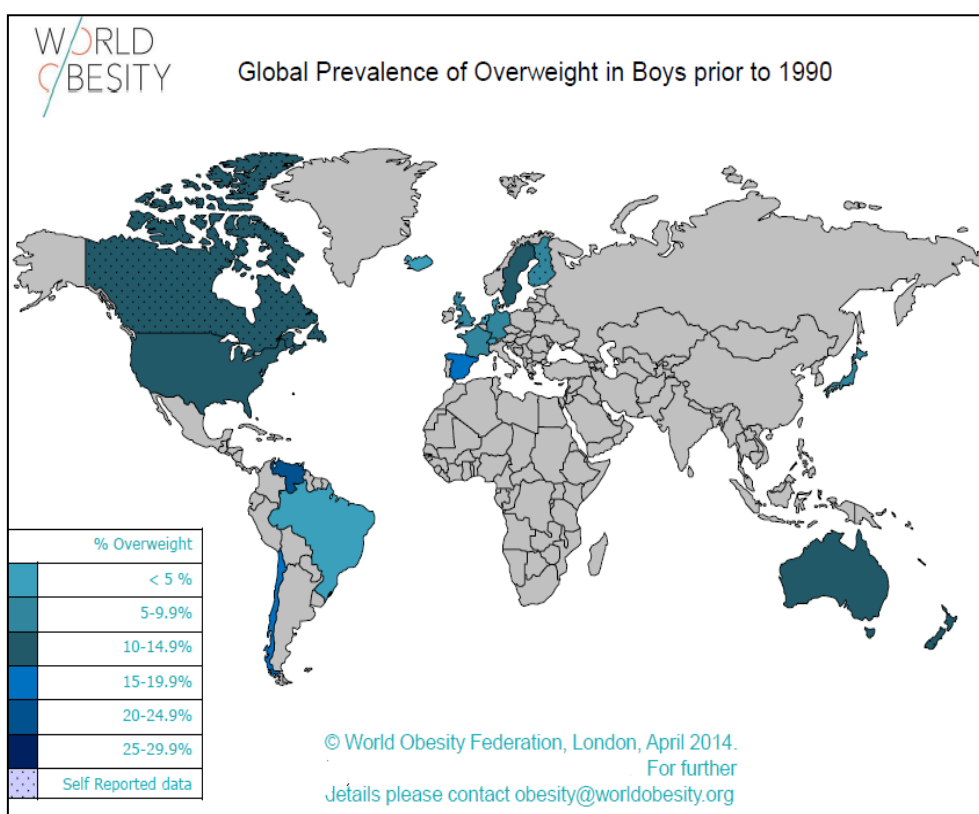 WORLD
OBESITY
Global Prevalence of Overweight in Boys prior to 1990
% Overweight
< 5 %
5-9.9%
10-14.9%
15-19.9%
20-24.9%
25-29.9%
Self Reported data
© World Obesity Federation, London, April 2014.
For further
details please contact obesity@worldobesity.org